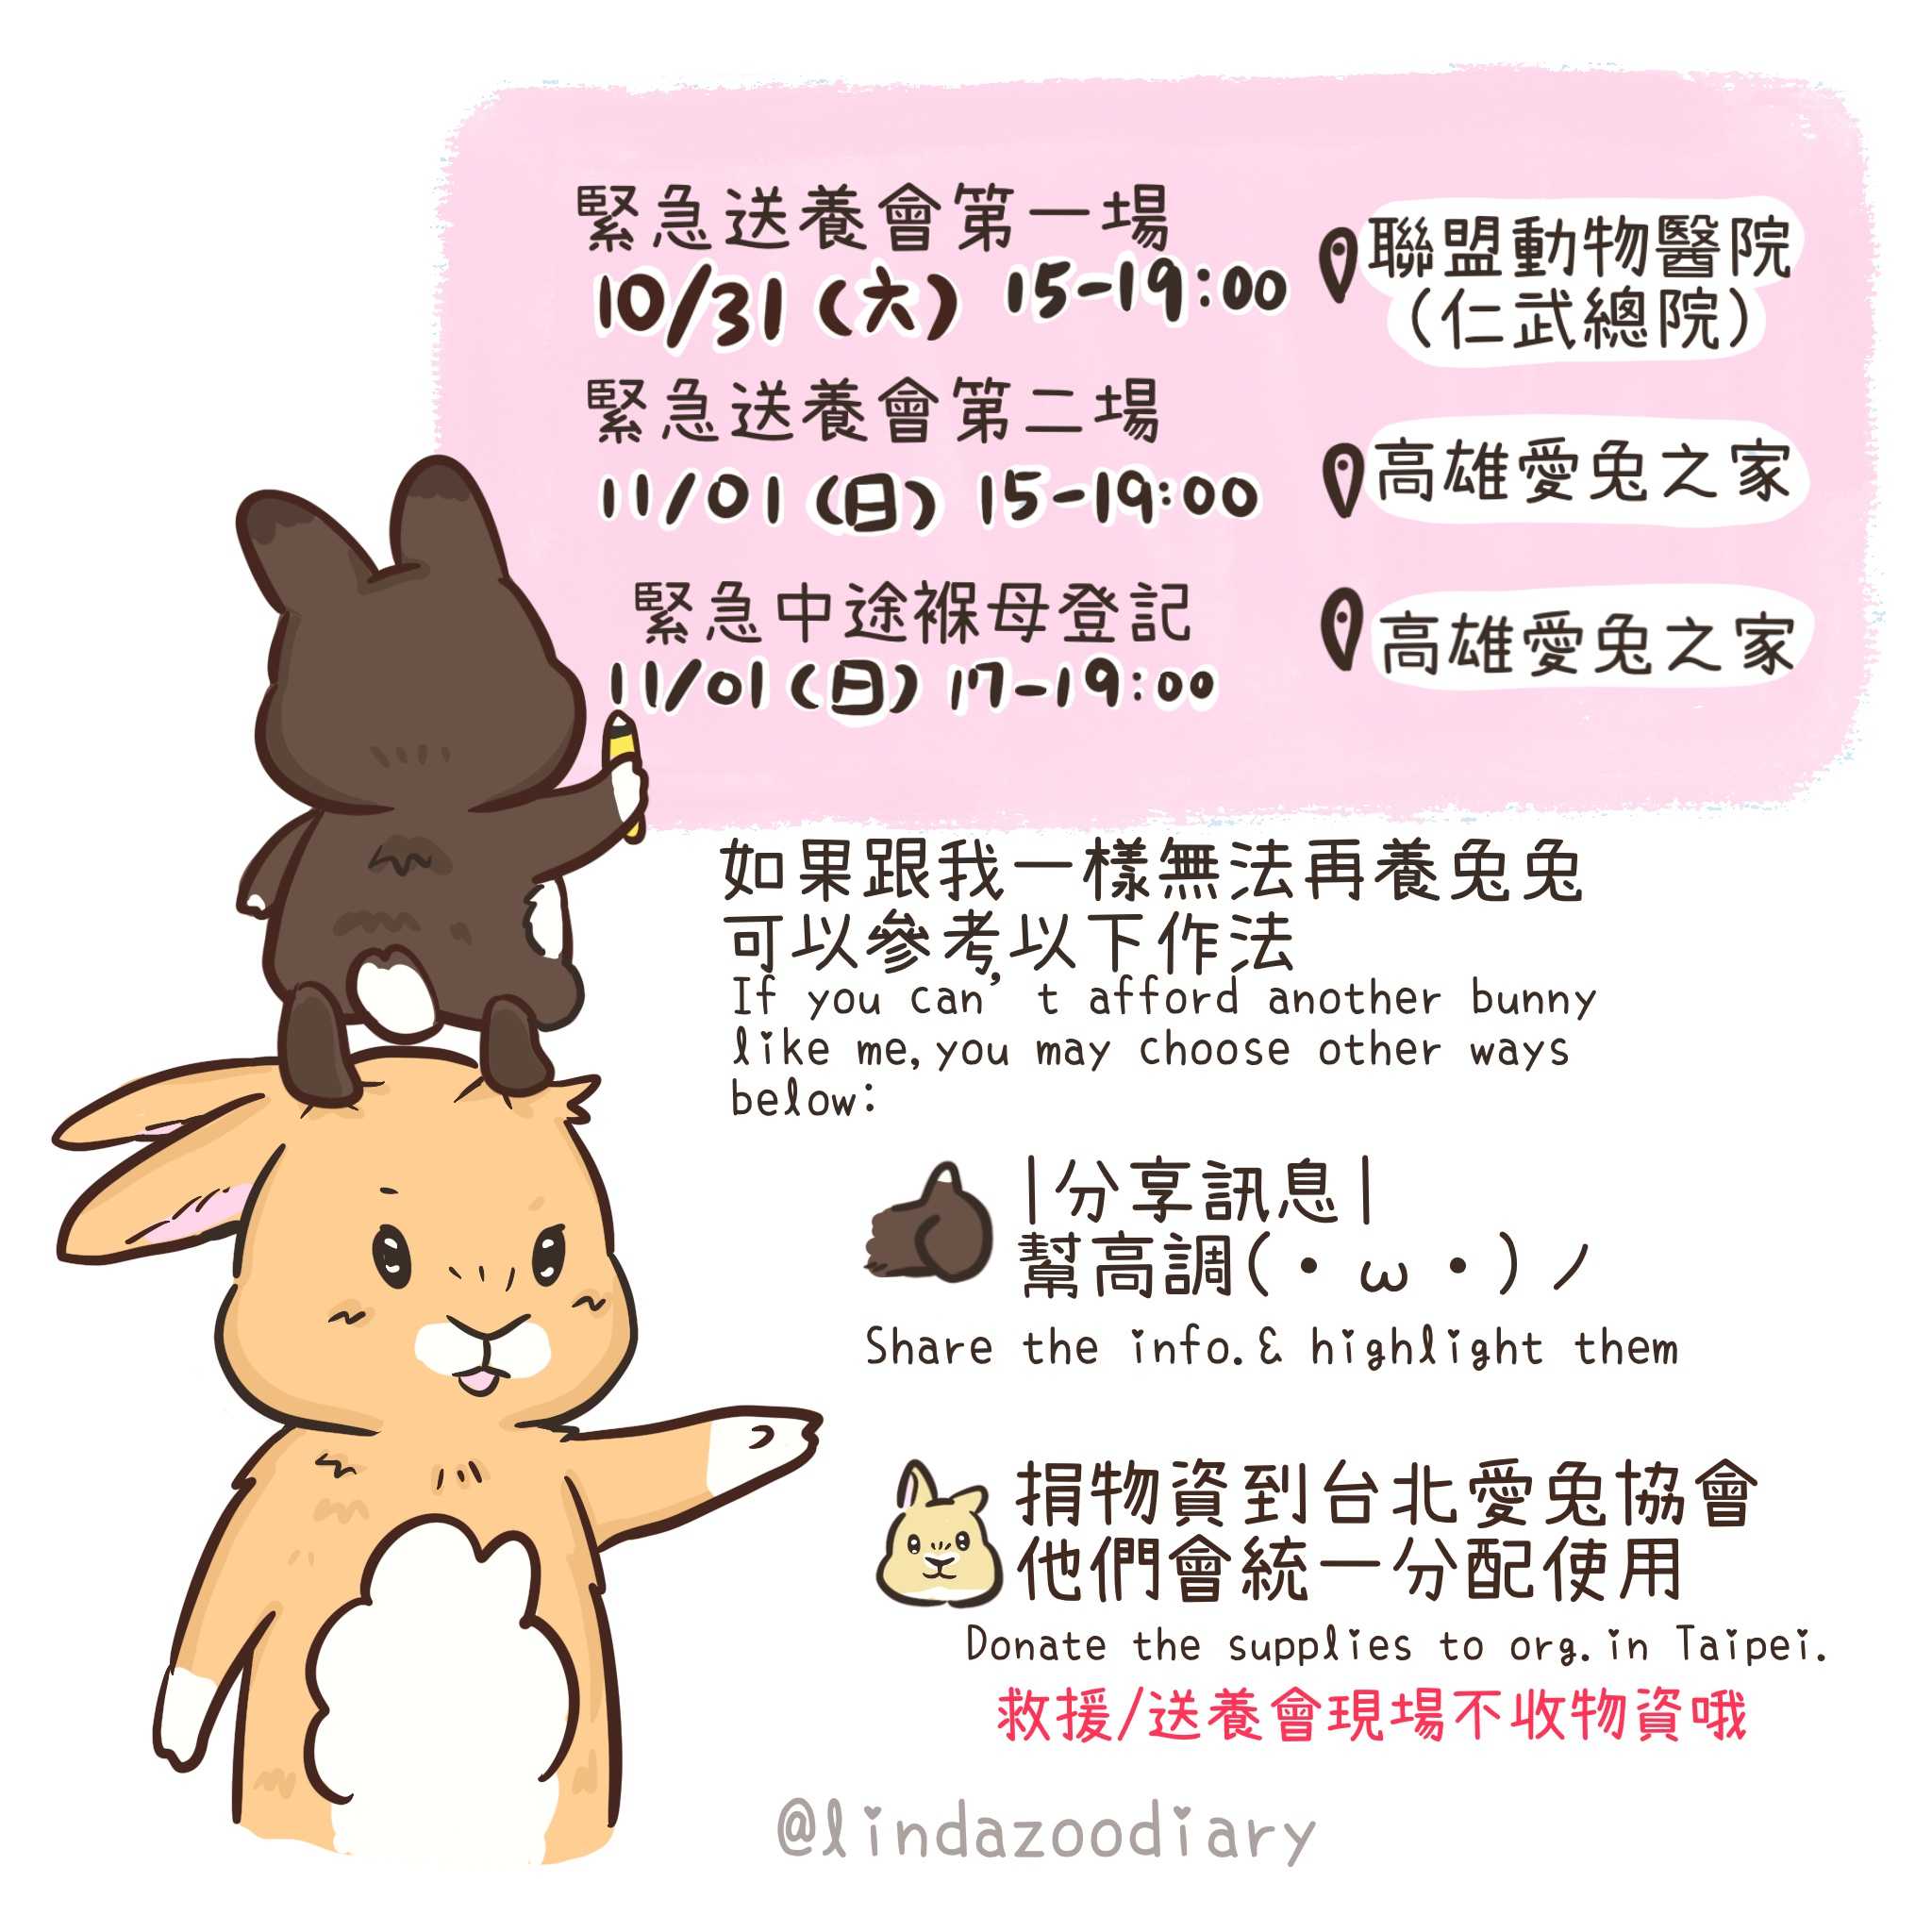 緊急送養會第一場
10/31(六) 15-19:00
聯盟動物醫院
(仁武總院)
緊急送養會第二場
11/01(日) 15-19:00
高雄愛兔之家
緊急中途褓母登記
11/01(日) 17-19:00
高雄愛兔之家
如果跟我一樣無法再養兔兔
可以參考以下作法
If you can't afford another bunny
like me, you may choose other ways
below:
|分享訊息|
幫高調(・ω・)ノ
Share the info.& highlight them
捐物資到台北愛兔協會
他們會統一分配使用
Donate the supplies to org. in Taipei.
救援/送養會現場不收物資哦
@lindazoodiary